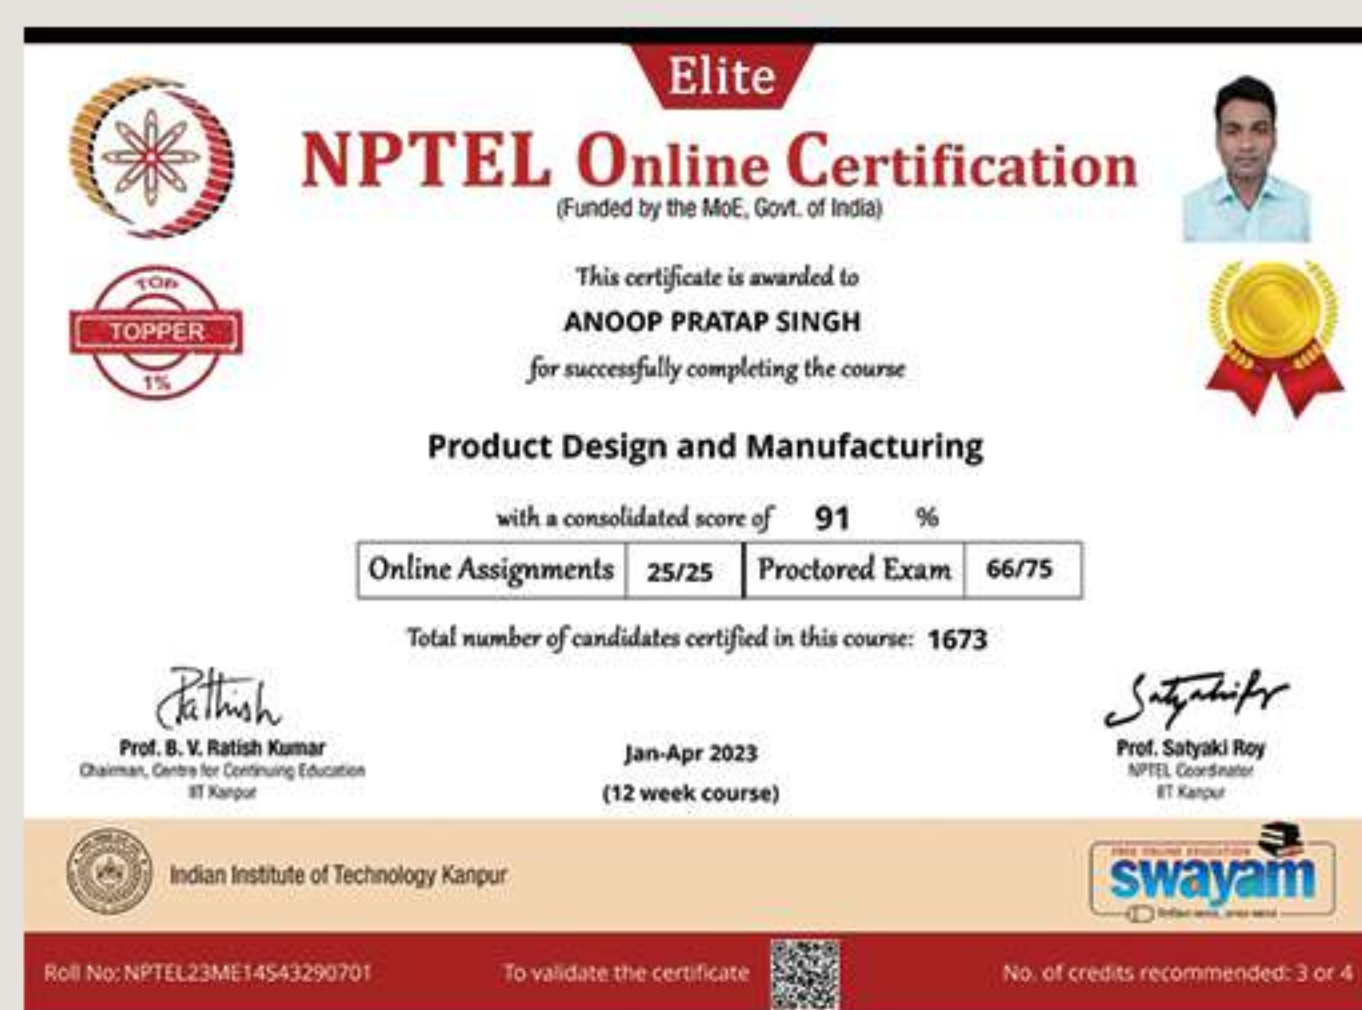 Elite
NPTEL Online Certification
(Funded by the MoE, Govt. of India)
TOP
TOPPER
1%
This certificate is awarded to
ANOOP PRATAP SINGH
for successfully completing the course
Product Design and Manufacturing
with a consolidated score of 91 %
Online Assignments 25/25 Proctored Exam 66/75
Total number of candidates certified in this course: 1673
Prof. B. V. Ratish Kumar
Chairman, Centre for Continuing Education
IIT Kanpur
Jan-Apr 2023
(12 week course)
Prof. Satyaki Roy
NPTEL Coordinator
IIT Kanpur
Indian Institute of Technology Kanpur
FREE ONLINE EDUCATION
swayam
Roll No: NPTEL23ME14S43290701
To validate the certificate
No. of credits recommended: 3 or 4